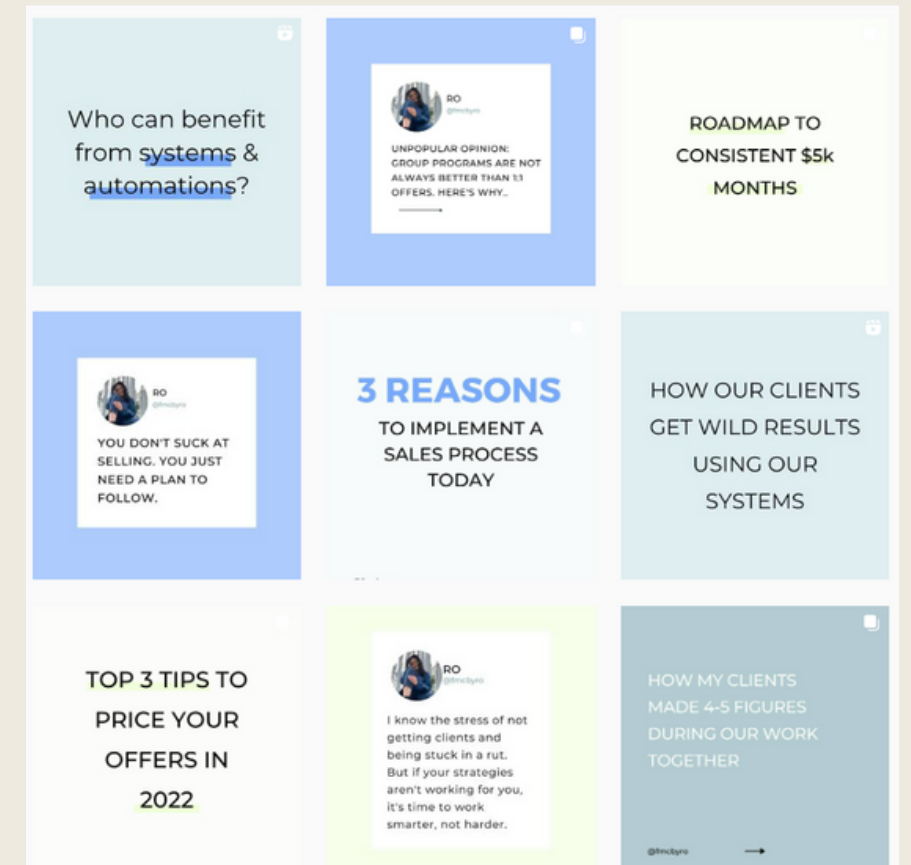 Who can benefit
from systems &
automations?
RO
@fmcbyro
UNPOPULAR OPINION:
GROUP PROGRAMS ARE NOT
ALWAYS BETTER THAN 1:1
OFFERS. HERE'S WHY...
ROADMAP TO
CONSISTENT $5k
MONTHS
RO
@fmcbyro
YOU DON'T SUCK AT
SELLING. YOU JUST
NEED A PLAN TO
FOLLOW.
3 REASONS
TO IMPLEMENT A
SALES PROCESS
TODAY
HOW OUR CLIENTS
GET WILD RESULTS
USING OUR
SYSTEMS
TOP 3 TIPS TO
PRICE YOUR
OFFERS IN
2022
RO
@fmcbyro
I know the stress of not
getting clients and
being stuck in a rut.
But if your strategies
aren't working for you,
it's time to work
smarter, not harder.
HOW MY CLIENTS
MADE 4-5 FIGURES
DURING OUR WORK
TOGETHER
@fmcbyro